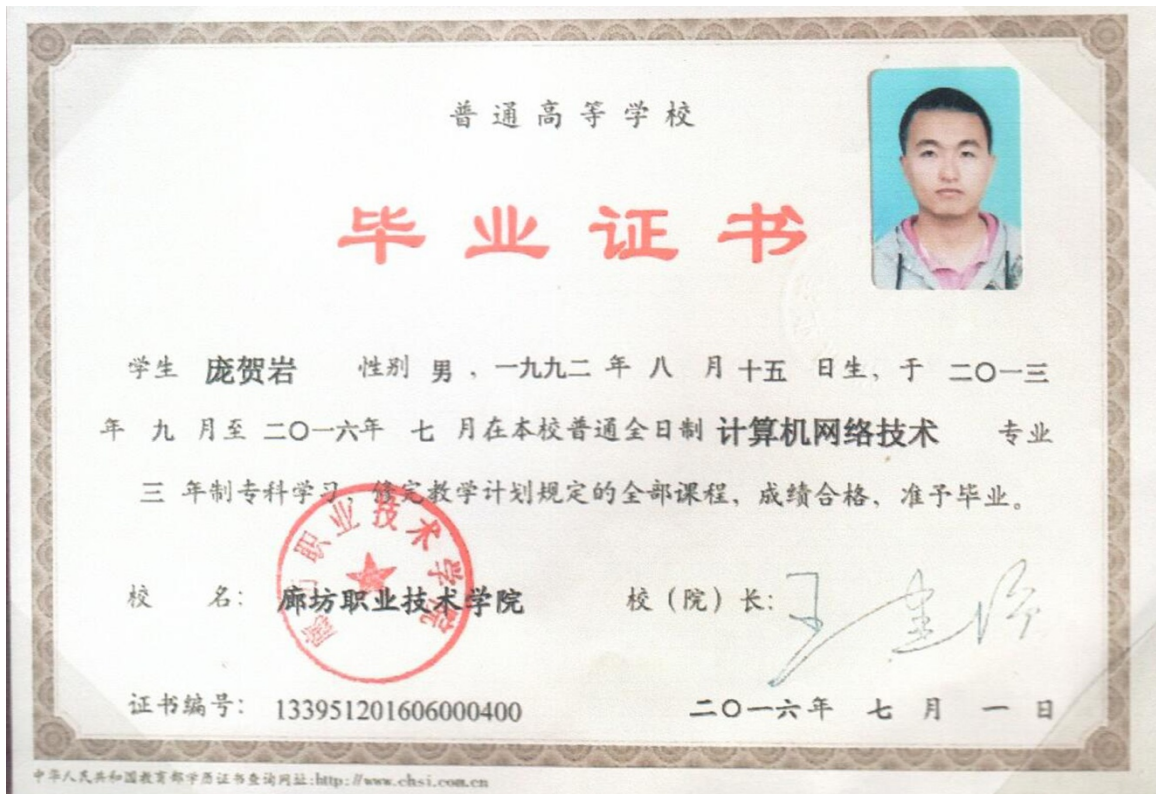 普通高等学校
毕业证书
学生 庞贺岩 性别 男，一九九二 年 八 月 十五 日生，于 二〇一三
年 九 月至 二〇一六年 七 月在本校普通全日制 计算机网络技术 专业
三 年制专科学习，修完教学计划规定的全部课程，成绩合格，准予毕业。
职业技术学院
校 名： 廊坊职业技术学院 校（院）长：
证书编号： 133951201606000400 二〇一六年 七 月 一 日
中华人民共和国教育部学历证书查询网址:http://www.chsi.com.cn